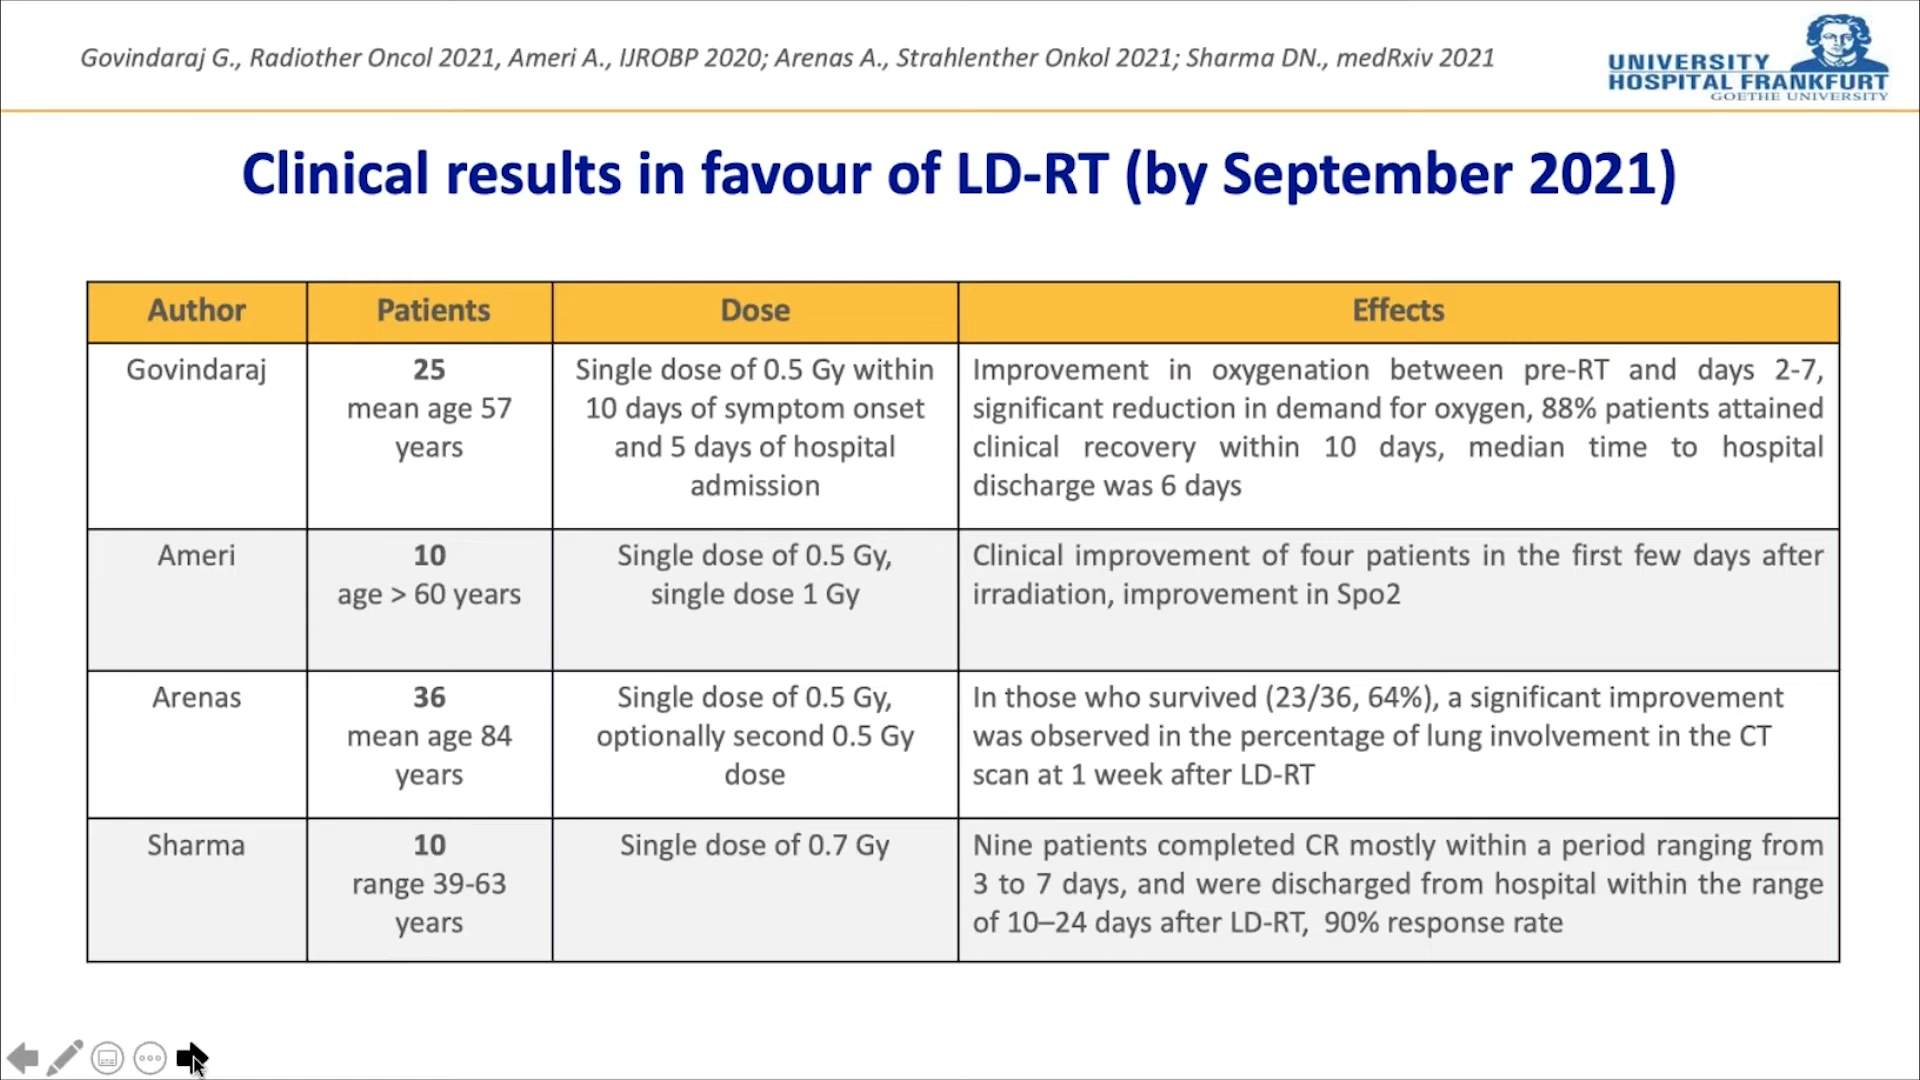 Govindaraj G., Radiother Oncol 2021, Ameri A., IJROBP 2020; Arenas A., Strahlenther Onkol 2021; Sharma DN., medRxiv 2021
UNIVERSITY
HOSPITAL FRANKFURT
GOETHE UNIVERSITY
Clinical results in favour of LD-RT (by September 2021)
Author Patients Dose Effects
Govindaraj
25
mean age 57
years
Single dose of 0.5 Gy within
10 days of symptom onset
and 5 days of hospital
admission
Improvement in oxygenation between pre-RT and days 2-7,
significant reduction in demand for oxygen, 88% patients attained
clinical recovery within 10 days, median time to hospital
discharge was 6 days
Ameri
10
age > 60 years
Single dose of 0.5 Gy,
single dose 1 Gy
Clinical improvement of four patients in the first few days after
irradiation, improvement in Spo2
Arenas
36
mean age 84
years
Single dose of 0.5 Gy,
optionally second 0.5 Gy
dose
In those who survived (23/36, 64%), a significant improvement
was observed in the percentage of lung involvement in the CT
scan at 1 week after LD-RT
Sharma
10
range 39-63
years
Single dose of 0.7 Gy
Nine patients completed CR mostly within a period ranging from
3 to 7 days, and were discharged from hospital within the range
of 10–24 days after LD-RT, 90% response rate